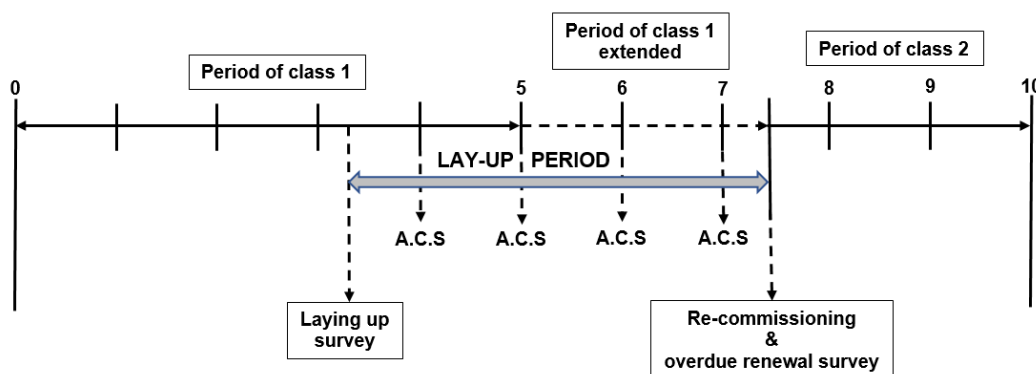 Period of class 1
Period of class 1
extended
Period of class 2
0
5
6
7
8
9
10
LAY-UP PERIOD
A.C.S
A.C.S
A.C.S
A.C.S
Laying up
survey
Re-commissioning
&
overdue renewal survey